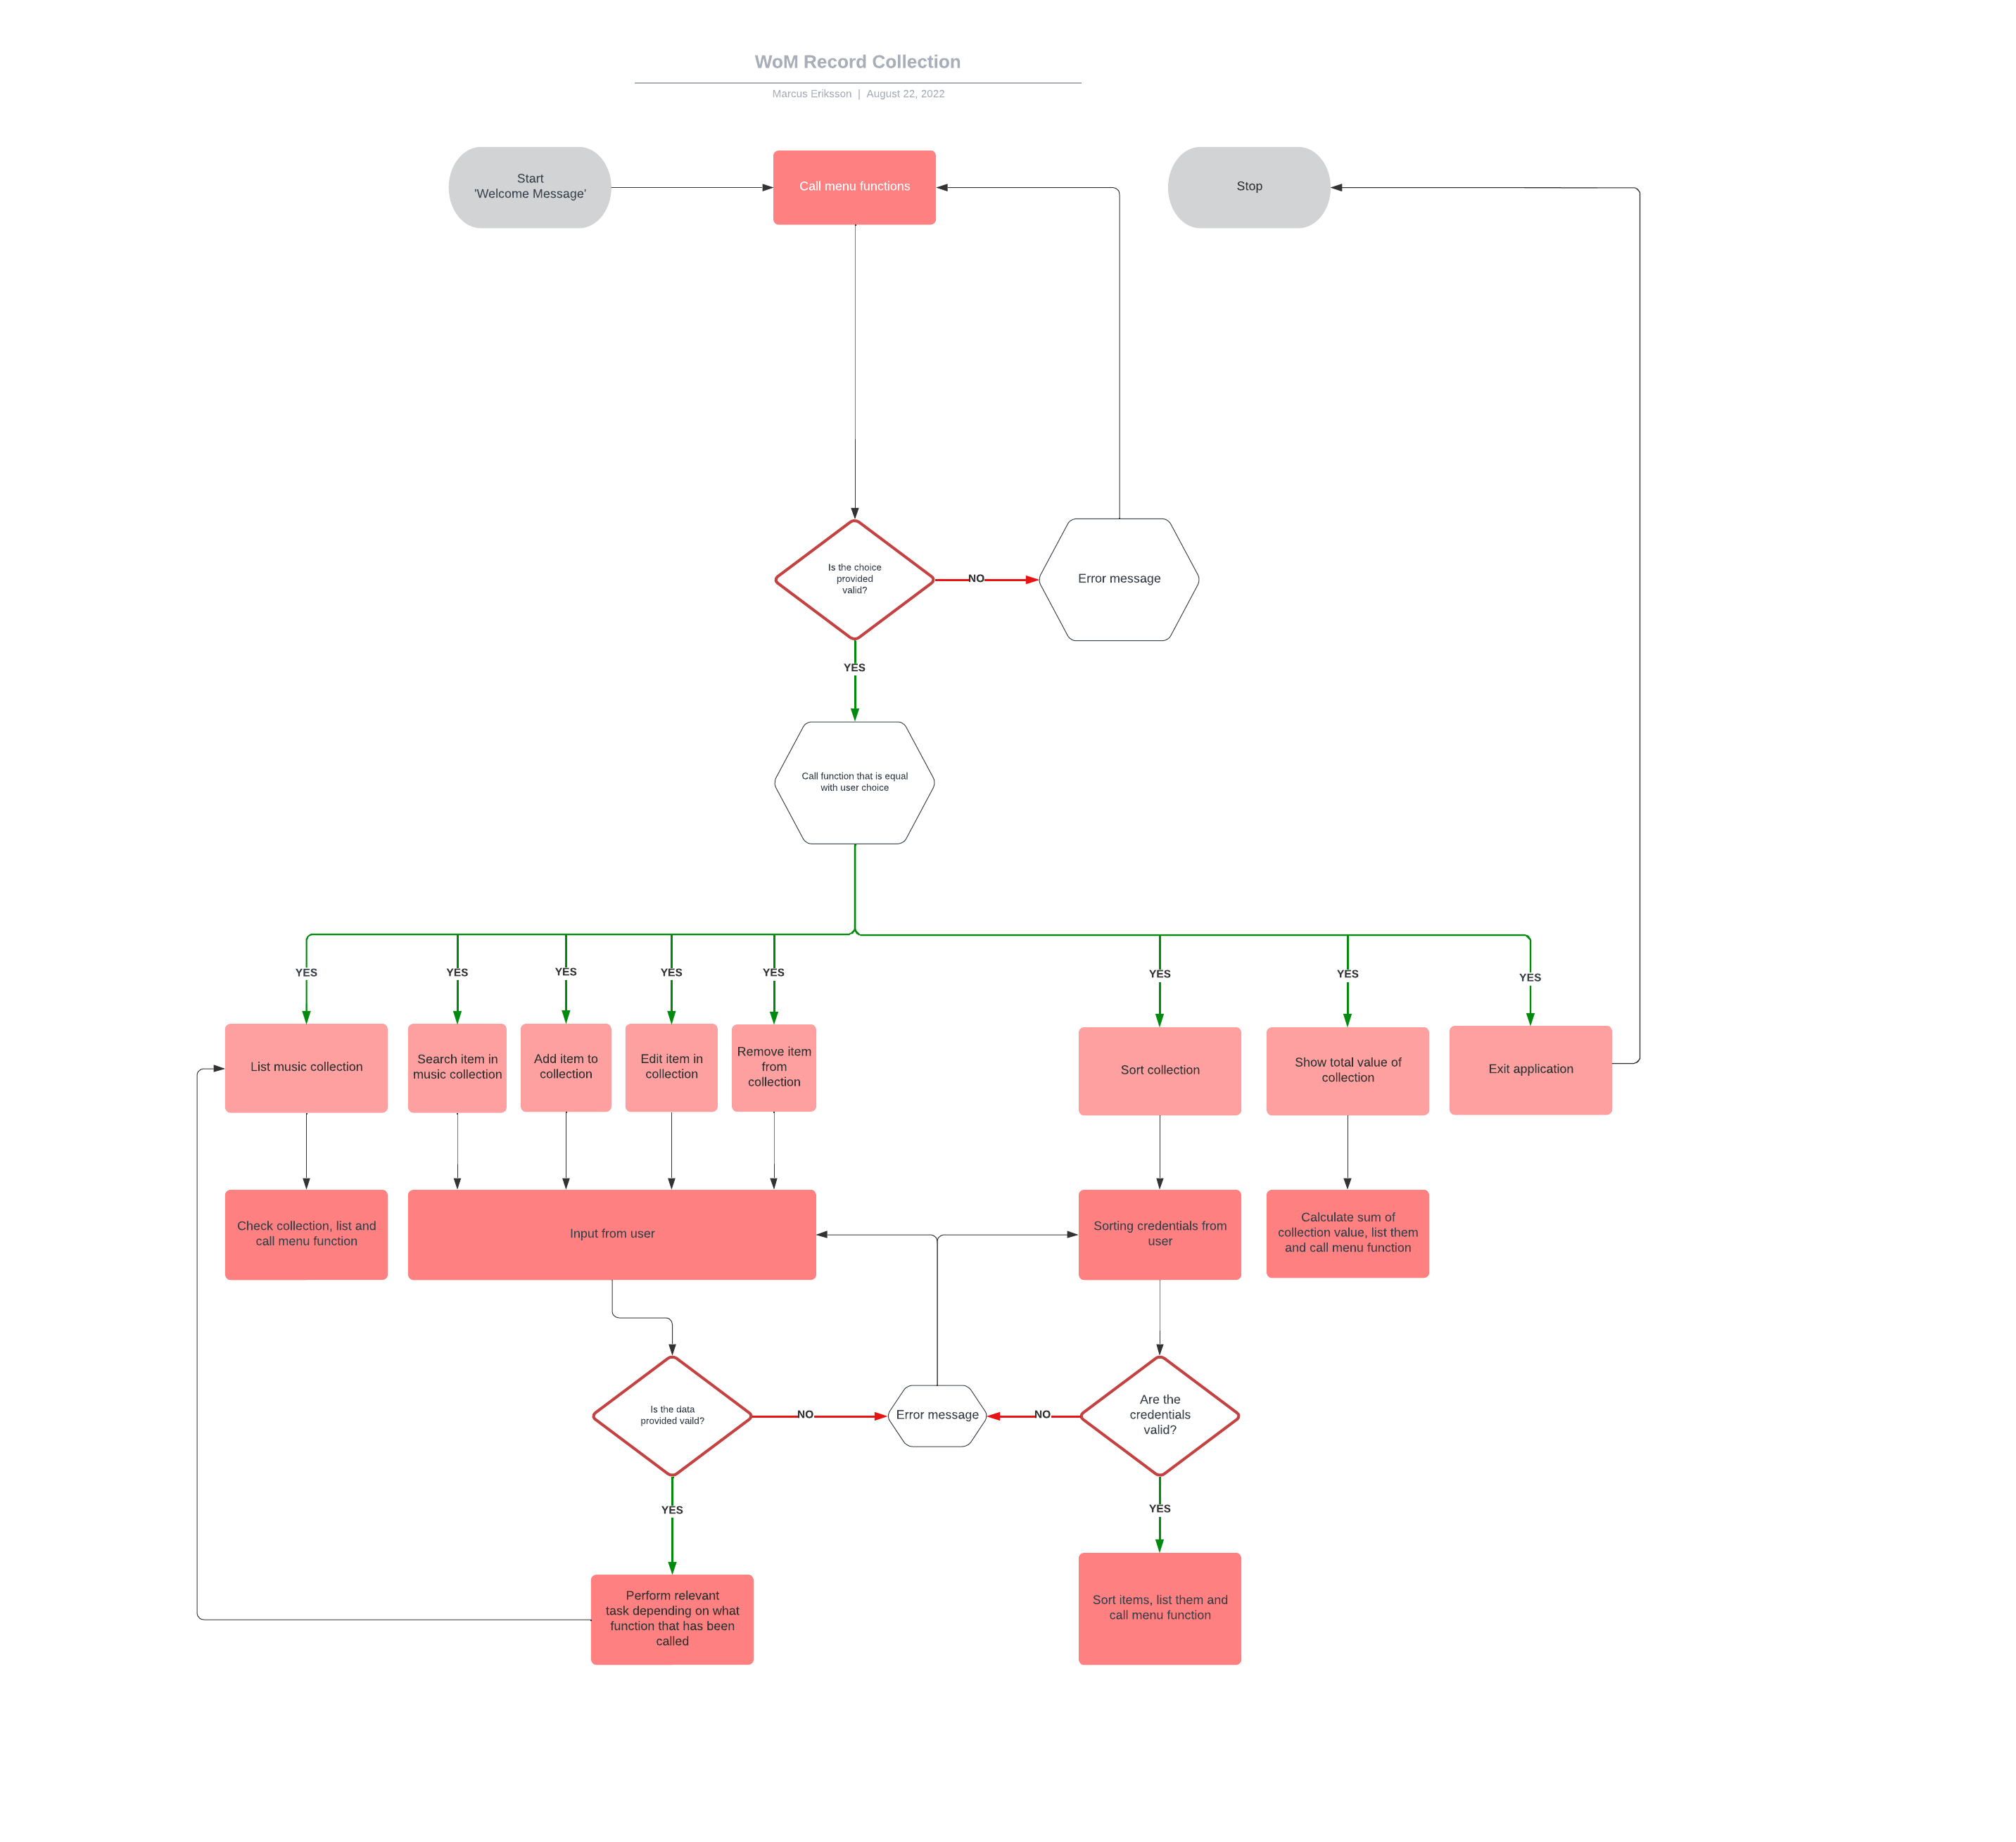 WoM Record Collection
Marcus Eriksson | August 22, 2022
Start
'Welcome Message'
Call menu functions
Stop
Is the choice
provided
valid?
NO
Error message
YES
Call function that is equal
with user choice
YES
YES
YES
YES
YES
YES
YES
YES
List music collection
Search item in
music collection
Add item to
collection
Edit item in
collection
Remove item
from
collection
Sort collection
Show total value of
collection
Exit application
Check collection, list and
call menu function
Input from user
Sorting credentials from
user
Calculate sum of
collection value, list them
and call menu function
Is the data
provided vaild?
NO
Error message
NO
Are the
credentials
valid?
YES
YES
Perform relevant
task depending on what
function that has been
called
Sort items, list them and
call menu function